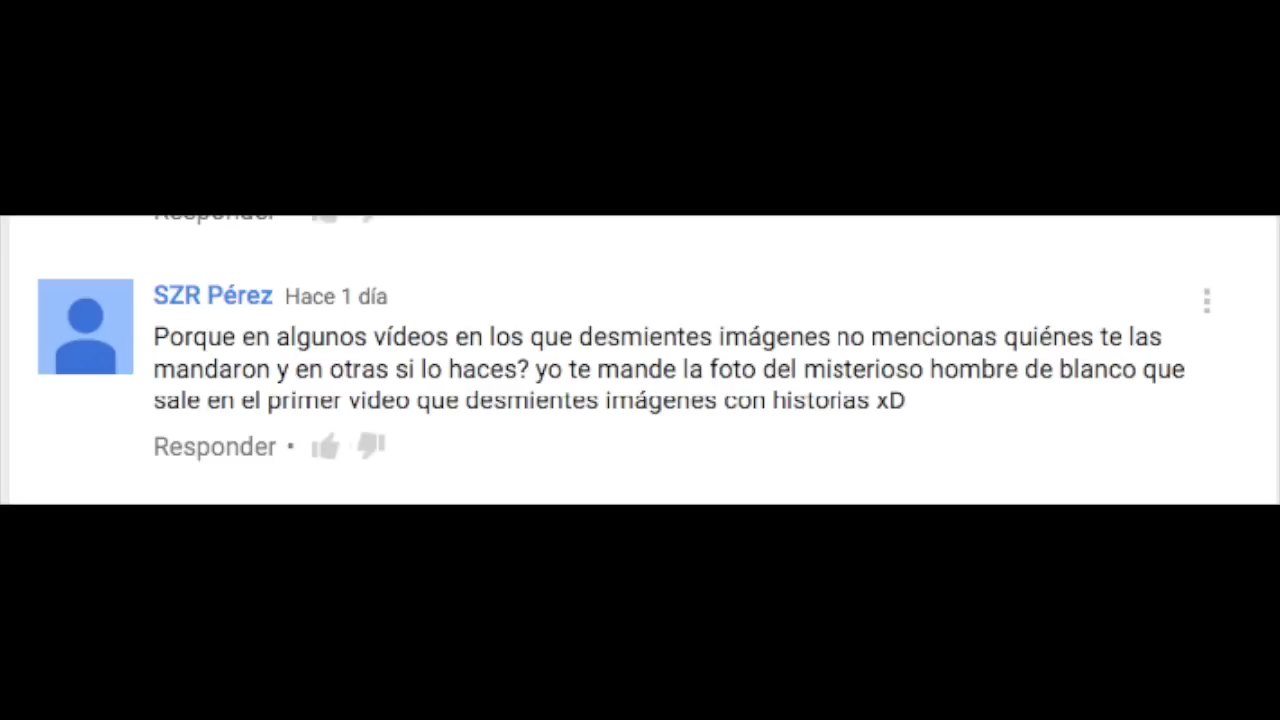 Responder
SZR Pérez Hace 1 día
Porque en algunos vídeos en los que desmientes imágenes no mencionas quiénes te las
mandaron y en otras si lo haces? yo te mande la foto del misterioso hombre de blanco que
sale en el primer video que desmientes imágenes con historias xD
Responder •